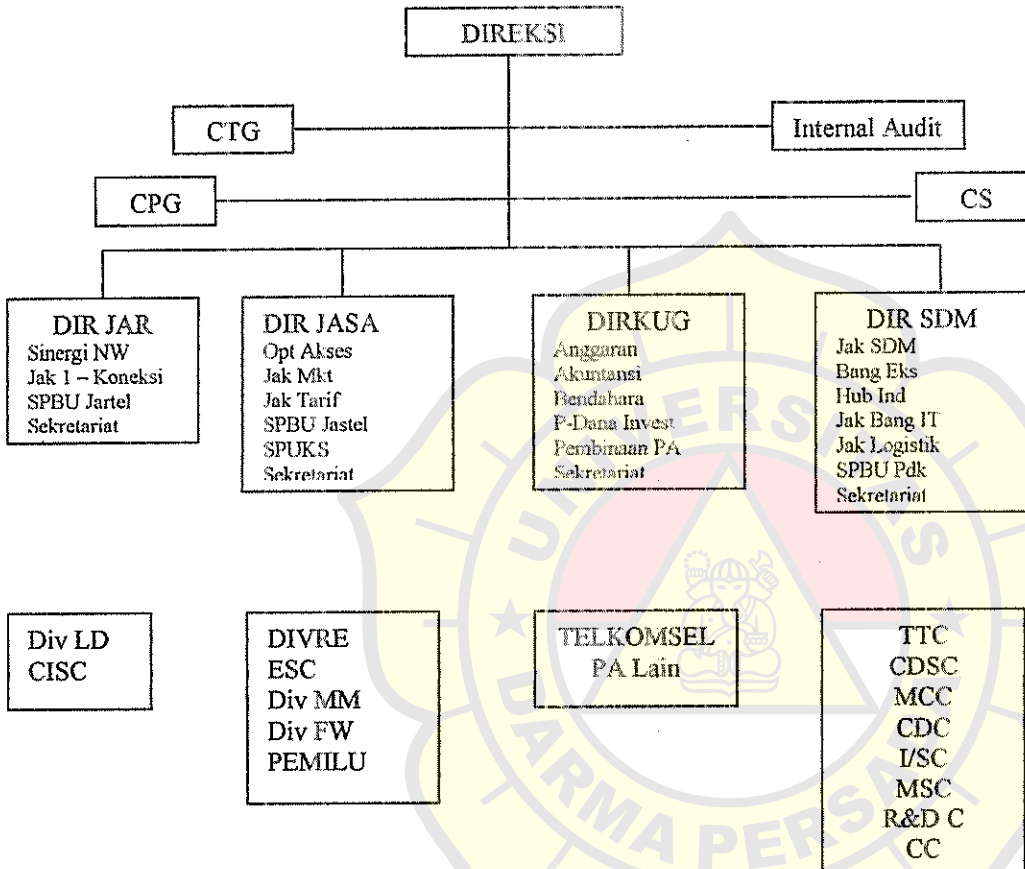 DIREKSI
CTG
Internal Audit
CPG
CS
DIR JAR
Sinergi NW
Jak 1 – Koneksi
SPBU Jartel
Sekretariat
DIR JASA
Opt Akses
Jak Mkt
Jak Tarif
SPBU Jastel
SPUKS
Sekretariat
DIRKUG
Anggaran
Akuntansi
Bendahara
P-Dana Invest
Pembinaan PA
Sekretariat
DIR SDM
Jak SDM
Bang Eks
Hub Ind
Jak Bang IT
Jak Logistik
SPBU Pdk
Sekretariat
Div LD
CISC
DIVRE
ESC
Div MM
Div FW
PEMILU
TELKOMSEL
PA Lain
TTC
CDSC
MCC
CDC
I/SC
MSC
R&D C
CC
UNIVERSITAS
DARMA PERSADA